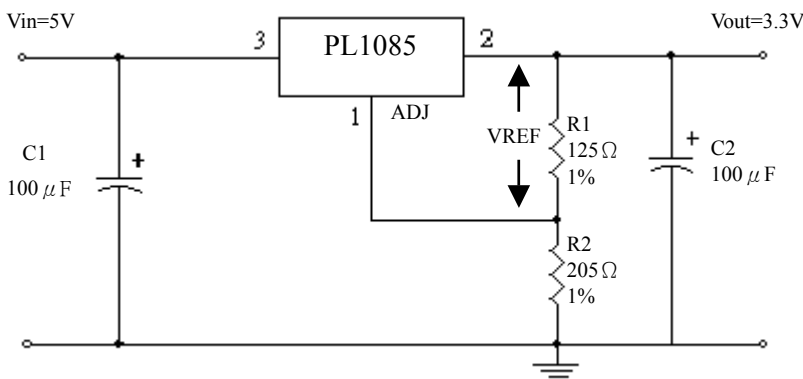 Vin=5V
Vout=3.3V
3
PL1085
2
1
ADJ
VREF
R1
125Ω
1%
C1
+
100μF
+
C2
100μF
R2
205Ω
1%